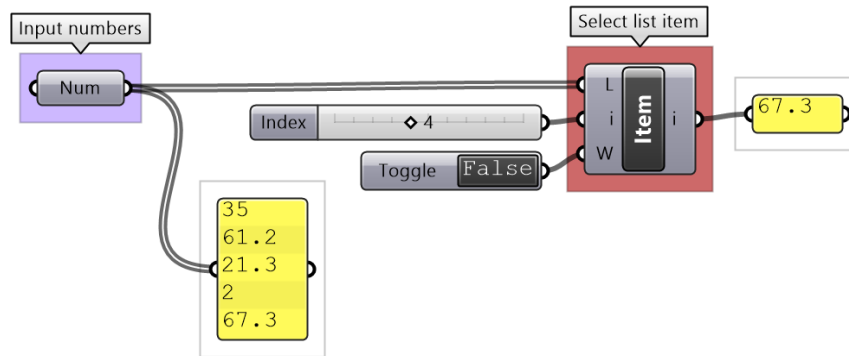 Input numbers
Select list item
Num
L
i
W
Item
i
67.3
Index
4
Toggle
False
35
61.2
21.3
2
67.3